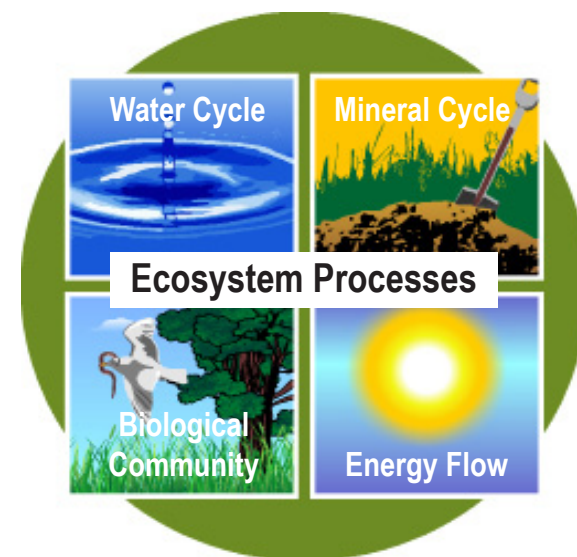 Water Cycle
Mineral Cycle
Ecosystem Processes
Biological
Community
Energy Flow